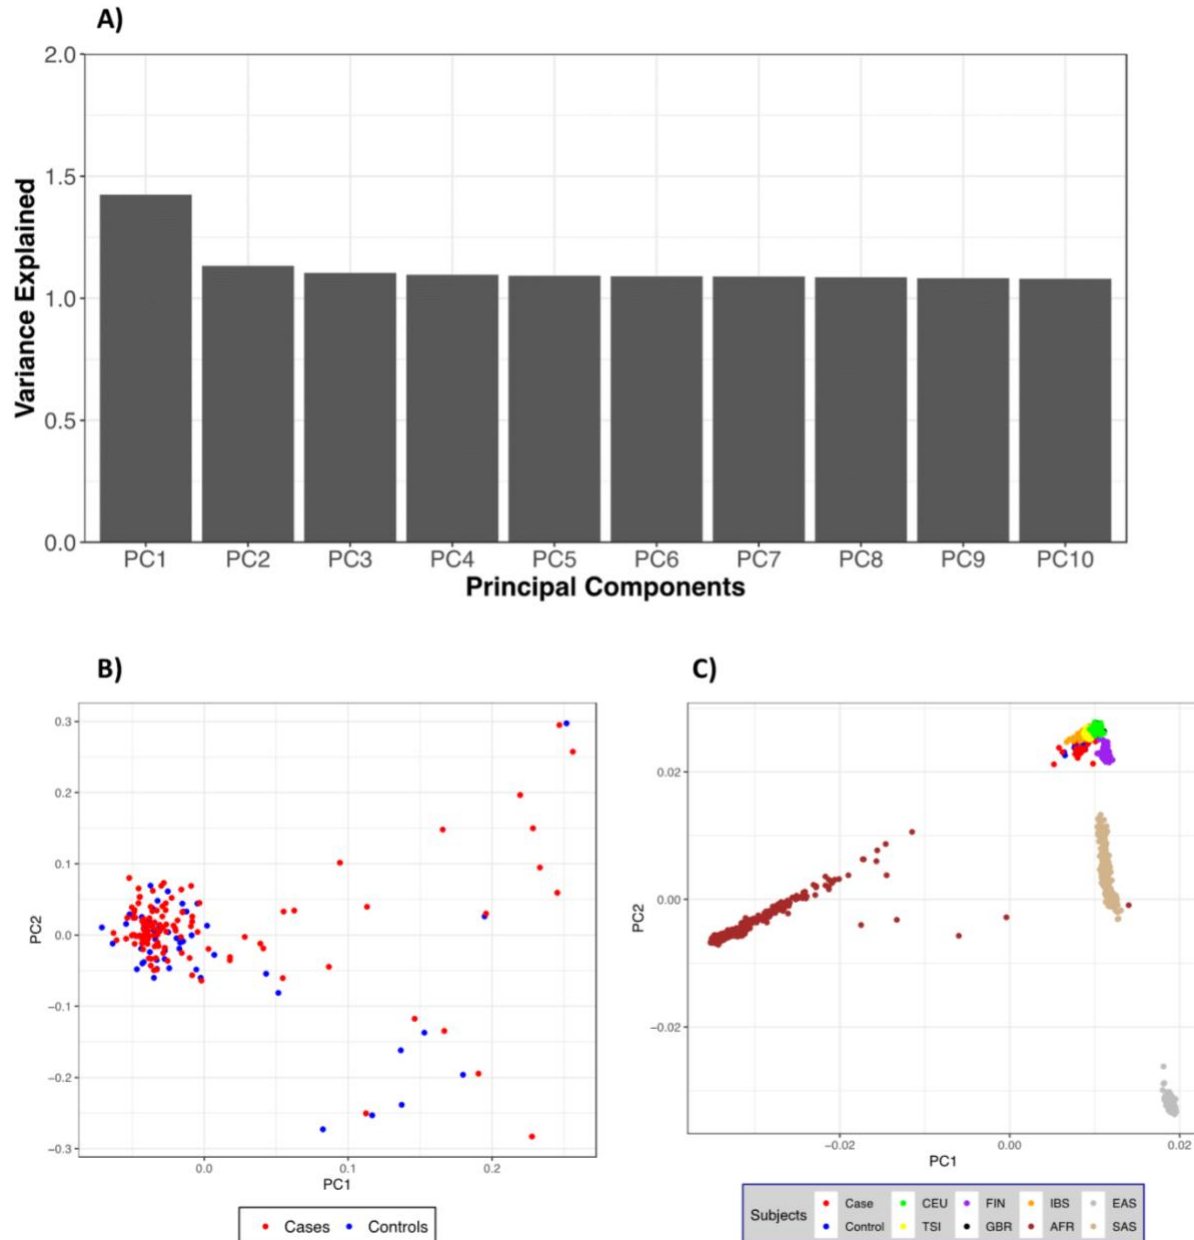 A)
2.0
1.5
1.0
0.5
0.0
Variance Explained
PC1 PC2 PC3 PC4 PC5 PC6 PC7 PC8 PC9 PC10
Principal Components
B)
0.3
0.2
0.1
0.0
−0.1
−0.2
−0.3
PC2
0.0 0.1 0.2
PC1
Cases Controls
C)
0.02
0.00
−0.02
PC2
−0.02 0.00 0.02
PC1
Subjects
Case CEU FIN IBS EAS
Control TSI GBR AFR SAS